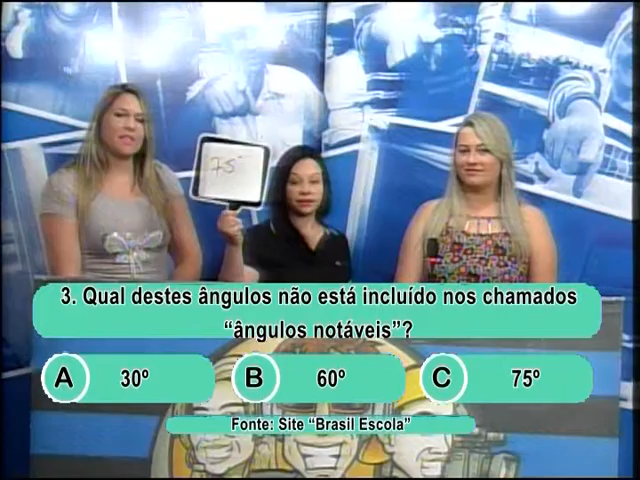 75°
3. Qual destes ângulos não está incluído nos chamados
“ângulos notáveis”?
A 30º B 60º C 75º
Fonte: Site “Brasil Escola”